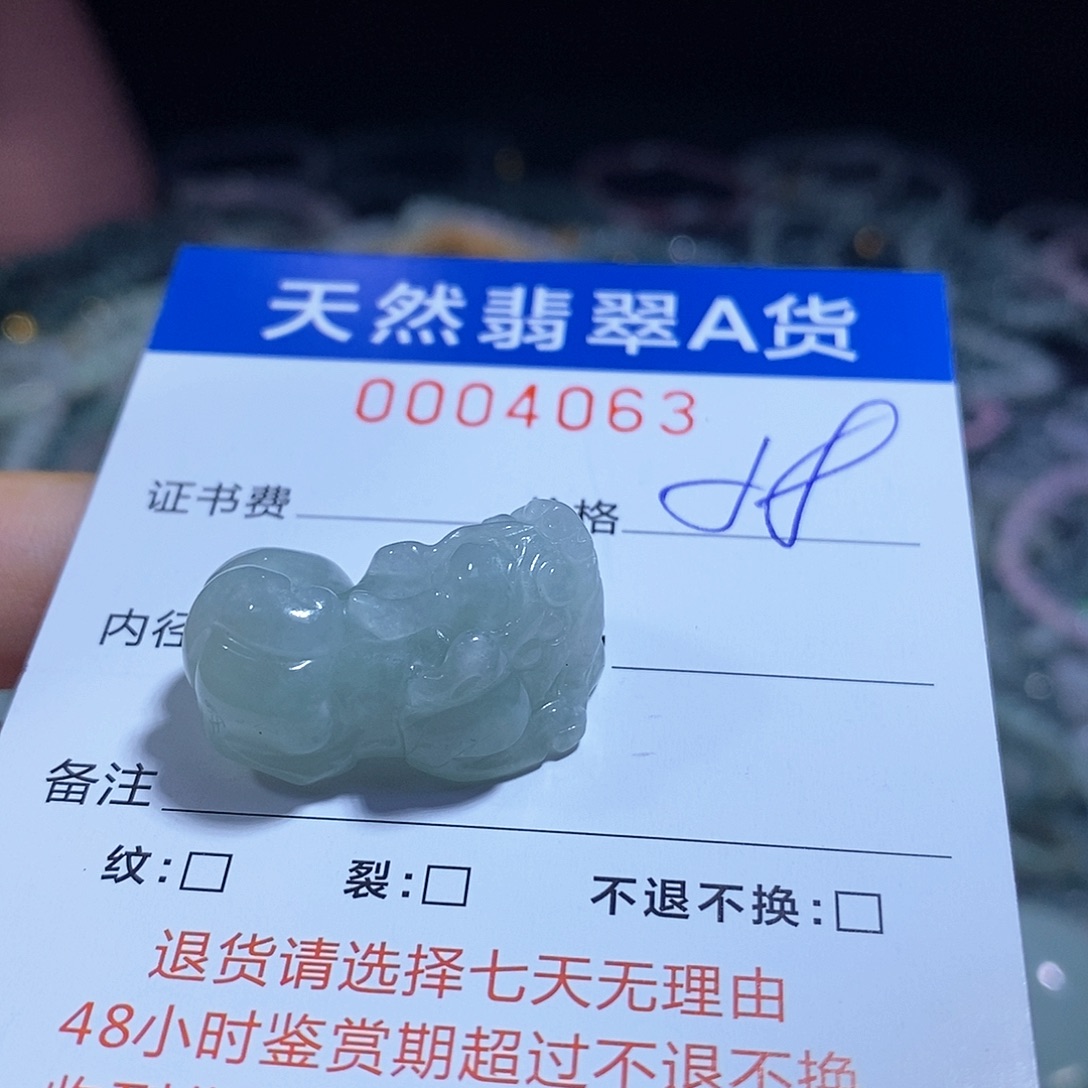 天然翡翠A货
0004063
证书费 格
内径
备注
纹:□ 裂:□ 不退不换:□
退货请选择七天无理由
48小时鉴赏期超过不退不换